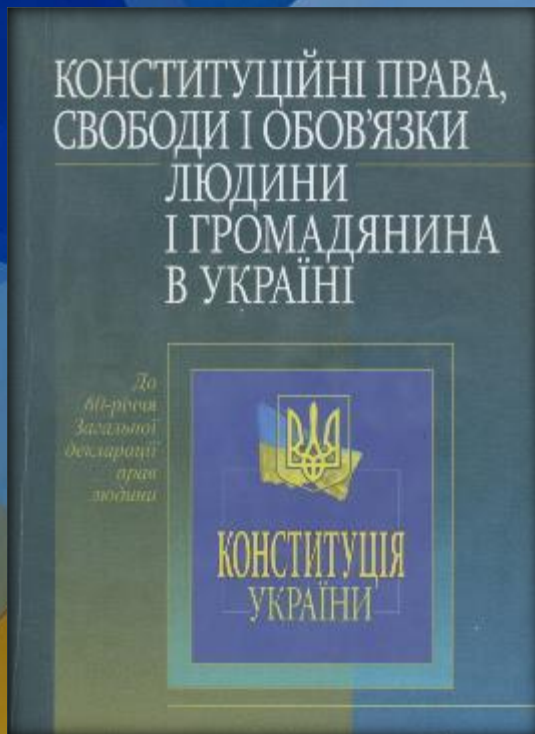 КОНСТИТУЦІЙНІ ПРАВА,
СВОБОДИ І ОБОВ'ЯЗКИ
ЛЮДИНИ
І ГРОМАДЯНИНА
В УКРАЇНІ
До
60-річчя
Загальної
декларації
прав
людини
КОНСТИТУЦІЯ
УКРАЇНИ